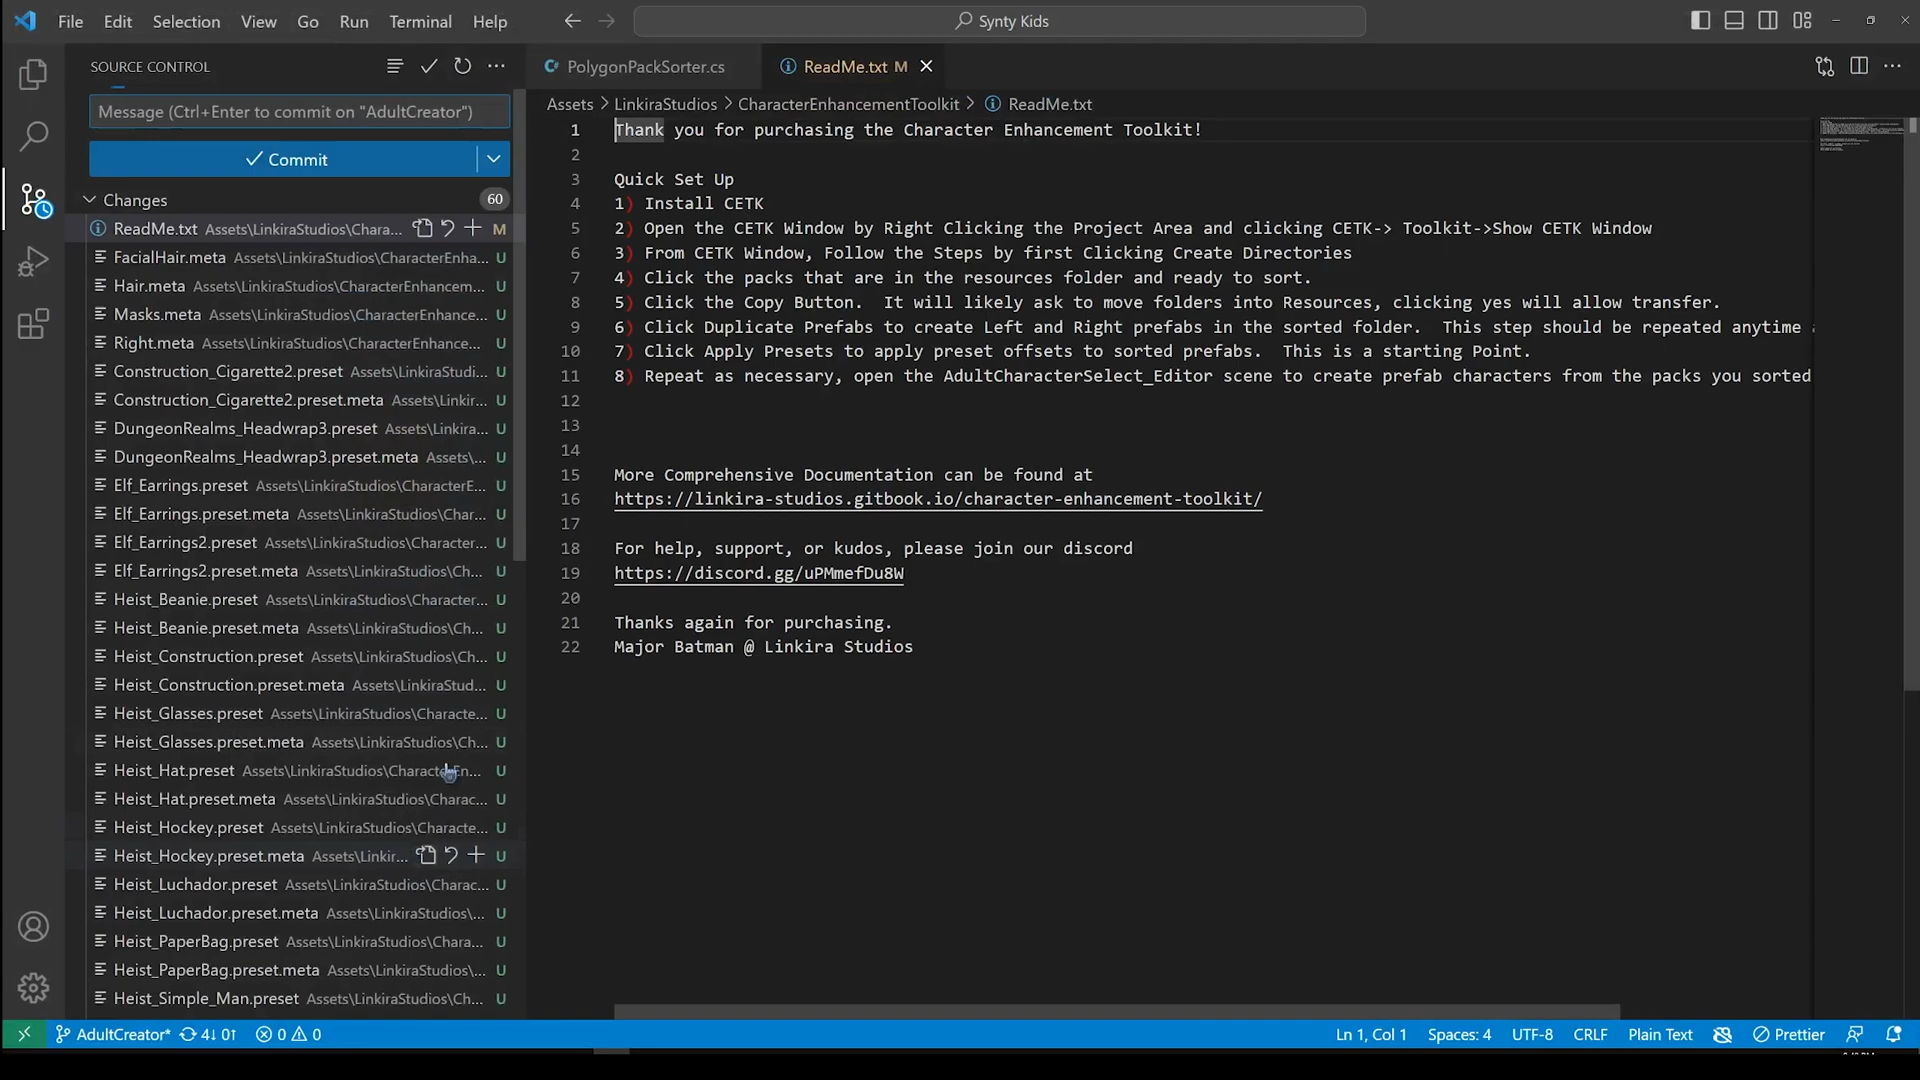 File Edit Selection View Go Run Terminal Help
Synty Kids
SOURCE CONTROL
PolygonPackSorter.cs
ReadMe.txt M
Message (Ctrl+Enter to commit on "AdultCreator")
Assets > LinkiraStudios > CharacterEnhancementToolkit > ReadMe.txt
Commit
Changes 60
ReadMe.txt Assets\LinkiraStudios\Chara... M
FacialHair.meta Assets\LinkiraStudios\CharacterEnha... U
Hair.meta Assets\LinkiraStudios\CharacterEnhancem... U
Masks.meta Assets\LinkiraStudios\CharacterEnhance... U
Right.meta Assets\LinkiraStudios\CharacterEnhance... U
Construction_Cigarette2.preset Assets\LinkiraStudi... U
Construction_Cigarette2.preset.meta Assets\Linkir... U
DungeonRealms_Headwrap3.preset Assets\Linkira... U
DungeonRealms_Headwrap3.preset.meta Assets\... U
Elf_Earrings.preset Assets\LinkiraStudios\CharacterE... U
Elf_Earrings.preset.meta Assets\LinkiraStudios\Char... U
Elf_Earrings2.preset Assets\LinkiraStudios\Character... U
Elf_Earrings2.preset.meta Assets\LinkiraStudios\Cha... U
Heist_Beanie.preset Assets\LinkiraStudios\Character... U
Heist_Beanie.preset.meta Assets\LinkiraStudios\Ch... U
Heist_Construction.preset Assets\LinkiraStudios\Ch... U
Heist_Construction.preset.meta Assets\LinkiraStud... U
Heist_Glasses.preset Assets\LinkiraStudios\Characte... U
Heist_Glasses.preset.meta Assets\LinkiraStudios\Ch... U
Heist_Hat.preset Assets\LinkiraStudios\CharacterEn... U
Heist_Hat.preset.meta Assets\LinkiraStudios\Charac... U
Heist_Hockey.preset Assets\LinkiraStudios\Characte... U
Heist_Hockey.preset.meta Assets\Linkir... U
Heist_Luchador.preset Assets\LinkiraStudios\Charac... U
Heist_Luchador.preset.meta Assets\LinkiraStudios\... U
Heist_PaperBag.preset Assets\LinkiraStudios\Chara... U
Heist_PaperBag.preset.meta Assets\LinkiraStudios\... U
Heist_Simple_Man.preset Assets\LinkiraStudios\Ch... U
1 Thank you for purchasing the Character Enhancement Toolkit!
2
3 Quick Set Up
4 1) Install CETK
5 2) Open the CETK Window by Right Clicking the Project Area and clicking CETK-> Toolkit->Show CETK Window
6 3) From CETK Window, Follow the Steps by first Clicking Create Directories
7 4) Click the packs that are in the resources folder and ready to sort.
8 5) Click the Copy Button.  It will likely ask to move folders into Resources, clicking yes will allow transfer.
9 6) Click Duplicate Prefabs to create Left and Right prefabs in the sorted folder.  This step should be repeated anytime
10 7) Click Apply Presets to apply preset offsets to sorted prefabs.  This is a starting Point.
11 8) Repeat as necessary, open the AdultCharacterSelect_Editor scene to create prefab characters from the packs you sorted
12
13
14
15 More Comprehensive Documentation can be found at
16 https://linkira-studios.gitbook.io/character-enhancement-toolkit/
17
18 For help, support, or kudos, please join our discord
19 https://discord.gg/uPMmefDu8W
20
21 Thanks again for purchasing.
22 Major Batman @ Linkira Studios
AdultCreator* 4↓ 0↑ 0 0
Ln 1, Col 1 Spaces: 4 UTF-8 CRLF Plain Text Prettier